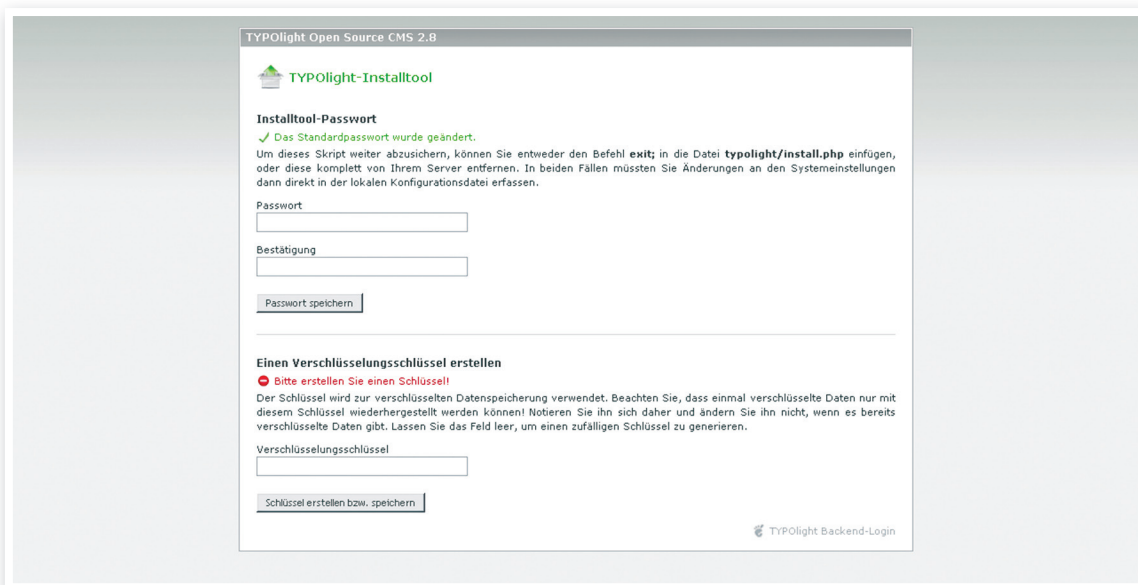 TYPOlight Open Source CMS 2.8
TYPOlight-Installtool
Installtool-Passwort
Das Standardpasswort wurde geändert.
Um dieses Skript weiter abzusichern, können Sie entweder den Befehl exit; in die Datei typolight/install.php einfügen,
oder diese komplett von Ihrem Server entfernen. In beiden Fällen müssten Sie Änderungen an den Systemeinstellungen
dann direkt in der lokalen Konfigurationsdatei erfassen.
Passwort
Bestätigung
Passwort speichern
Einen Verschlüsselungsschlüssel erstellen
Bitte erstellen Sie einen Schlüssel!
Der Schlüssel wird zur verschlüsselten Datenspeicherung verwendet. Beachten Sie, dass einmal verschlüsselte Daten nur mit
diesem Schlüssel wiederhergestellt werden können! Notieren Sie ihn sich daher und ändern Sie ihn nicht, wenn es bereits
verschlüsselte Daten gibt. Lassen Sie das Feld leer, um einen zufälligen Schlüssel zu generieren.
Verschlüsselungsschlüssel
Schlüssel erstellen bzw. speichern
TYPOlight Backend-Login